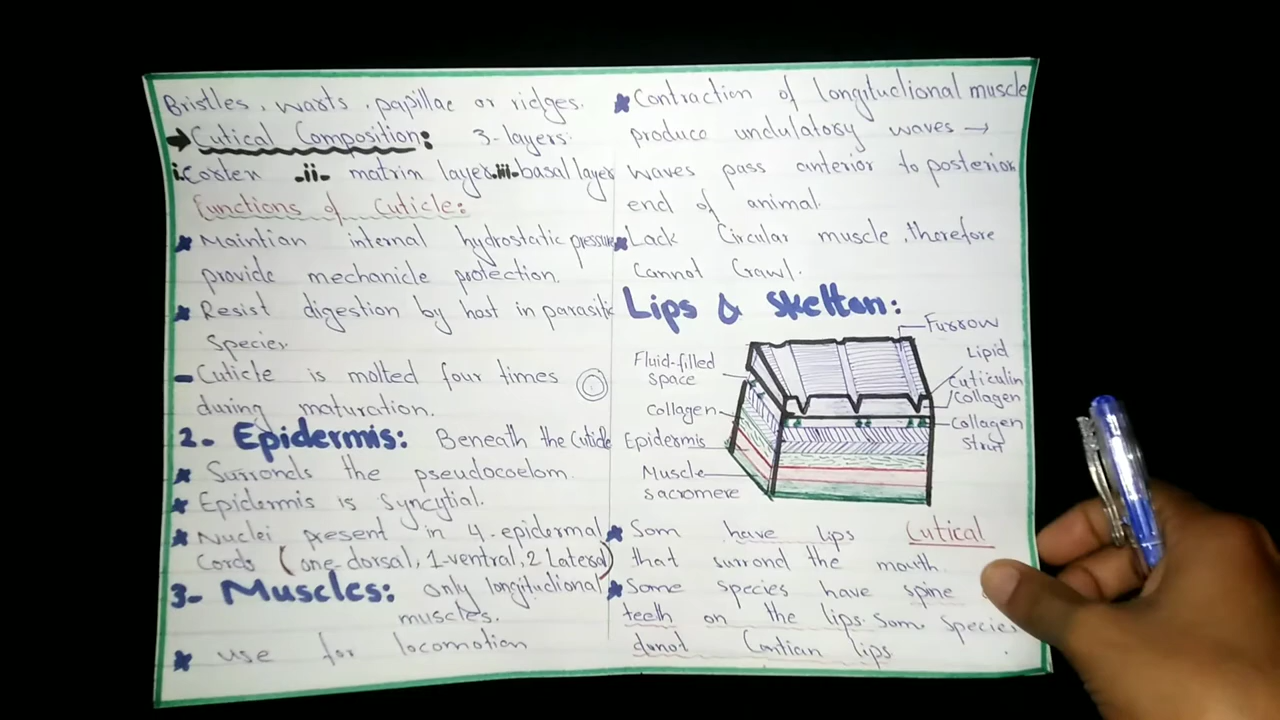 Bristles, warts, papillae or ridges.
Cutical Composition: 3-layers:
i. Cortex -ii- matrix layer -iii- basal layer
Functions of Cuticle:
Maintian internal hydrostatic pressure
provide mechanicle protection.
Resist digestion by host in parasitic
Species
Cuticle is molted four times
during maturation.
2- Epidermis: Beneath the Cuticle
Surronds the pseudocoelom.
Epidermis is Syncytial.
Nuclei present in 4-epidermal
Cords (one-dorsal, 1-ventral, 2 Lateral)
3- Muscles: Only longitudional
muscles.
use for locomotion
Contraction of longitudional muscle
produce undulatory waves →
waves pass anterior to posterior
end of animal.
Lack Circular muscle, therefore
Cannot Crawl.
Lips & Skelton:
Furrow
Fluid-filled
space
Lipid
Cuticulin
Collagen
Collagen
Collagen
strut
Epidermis
Muscle
sacromere
Som have lips Cutical
that surrond the mouth.
Some species have spine
teeth on the lips. Som Species
donot Contian lips